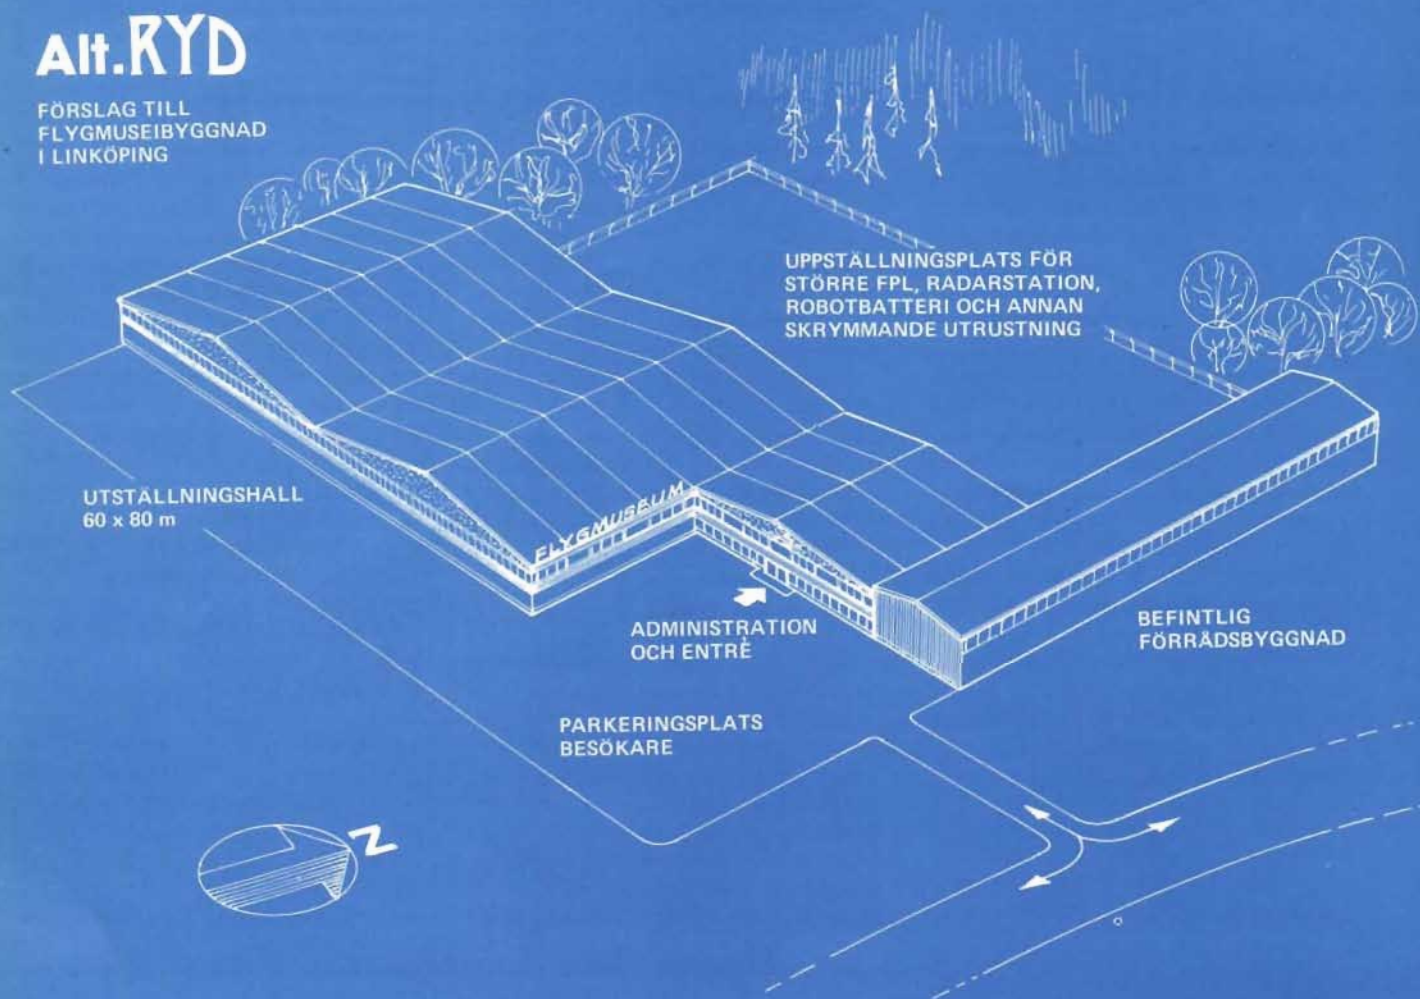 Alt.RYD
FÖRSLAG TILL
FLYGMUSEIBYGGNAD
I LINKÖPING
UPPSTÄLLNINGSPLATS FÖR
STÖRRE FPL, RADARSTATION,
ROBOTBATTERI OCH ANNAN
SKRYMMANDE UTRUSTNING
UTSTÄLLNINGSHALL
60 x 80 m
FLYGMUSEUM
ADMINISTRATION
OCH ENTRÈ
BEFINTLIG
FÖRRÅDSBYGGNAD
PARKERINGSPLATS
BESÖKARE
N